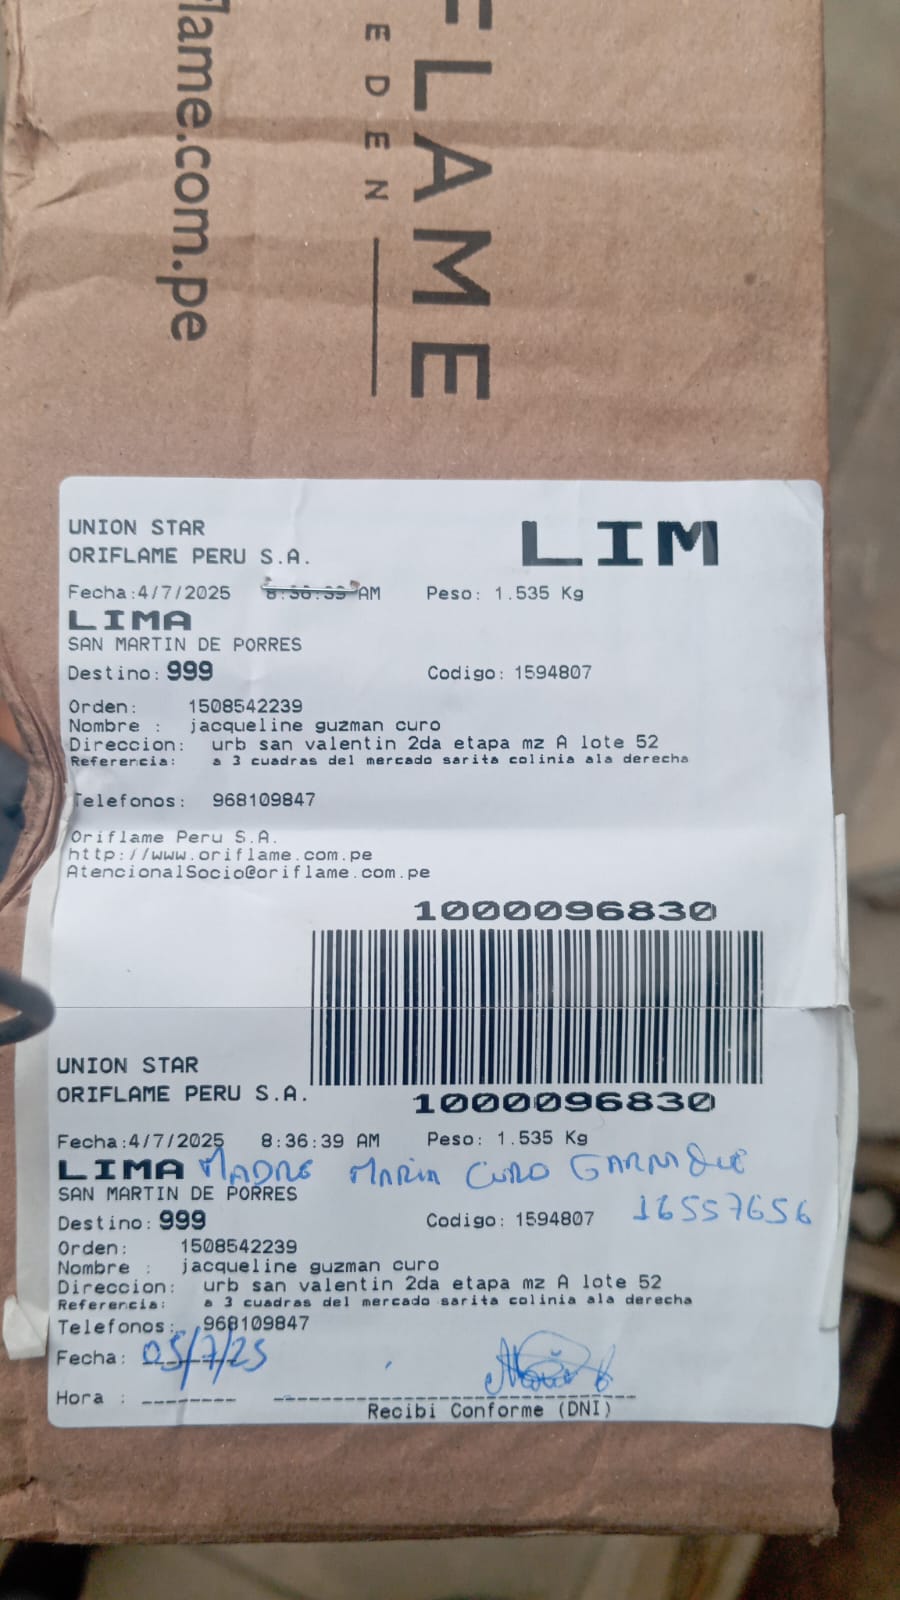 flame.com.pe
EDEN
FLAME
UNION STAR
LIM
ORIFLAME PERU S.A.
Fecha:4/7/2025 8:36:39 AM Peso: 1.535 Kg
LIMA
SAN MARTIN DE PORRES
Destino: 999 Codigo: 1594807
Orden: 1508542239
Nombre : jacqueline guzman curo
Direccion: urb san valentin 2da etapa mz A lote 52
Referencia: a 3 cuadras del mercado sarita colinia ala derecha
Telefonos: 968109847
Oriflame Peru S.A.
http://www.oriflame.com.pe
AtencionalSocio@oriflame.com.pe
1000096830
1000096830
UNION STAR
ORIFLAME PERU S.A.
Fecha:4/7/2025 8:36:39 AM Peso: 1.535 Kg
LIMA MADRE MARIA CURO
SAN MARTIN DE PORRES
16557656
Destino: 999 Codigo: 1594807
Orden: 1508542239
Nombre : jacqueline guzman curo
Direccion: urb san valentin 2da etapa mz A lote 52
Referencia: a 3 cuadras del mercado sarita colinia ala derecha
Telefonos: 968109847
Fecha: 05/7/25
Hora :
Recibi Conforme (DNI)